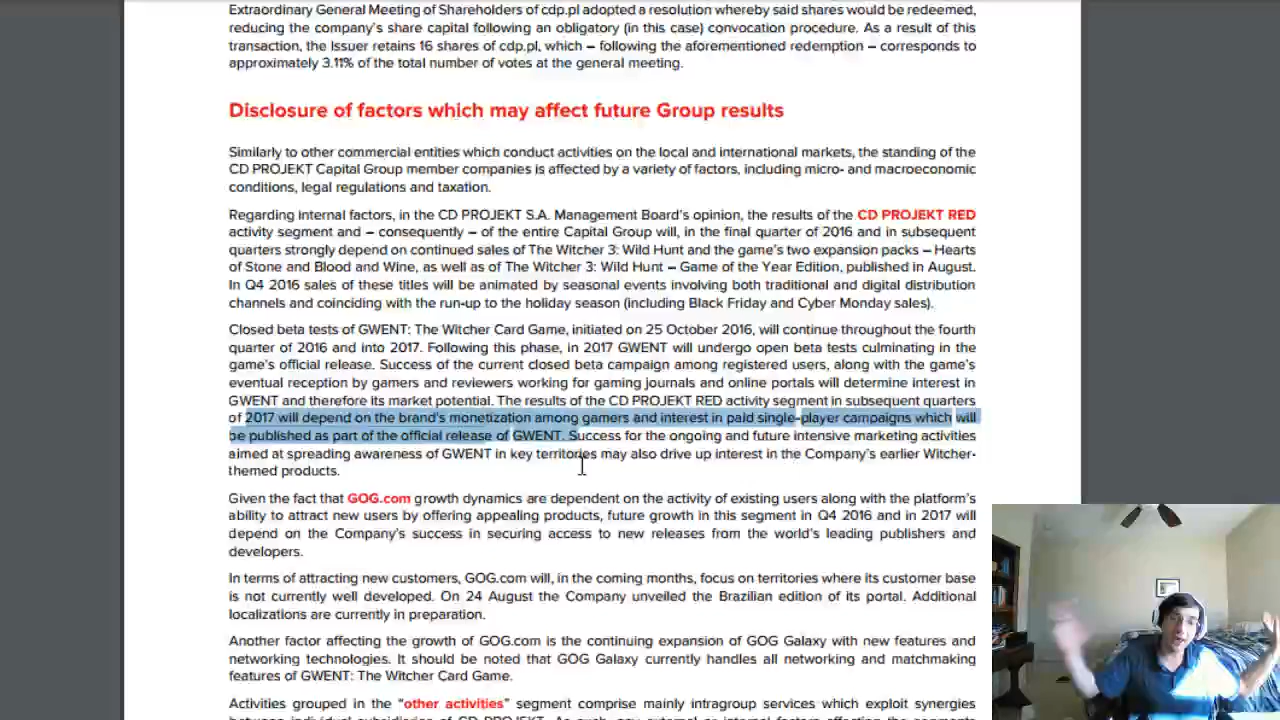 Extraordinary General Meeting of Shareholders of cdp.pl adopted a resolution whereby said shares would be redeemed,
reducing the company's share capital following an obligatory (in this case) convocation procedure. As a result of this
transaction, the Issuer retains 16 shares of cdp.pl, which – following the aforementioned redemption – corresponds to
approximately 3.11% of the total number of votes at the general meeting.
Disclosure of factors which may affect future Group results
Similarly to other commercial entities which conduct activities on the local and international markets, the standing of the
CD PROJEKT Capital Group member companies is affected by a variety of factors, including micro- and macroeconomic
conditions, legal regulations and taxation.
Regarding internal factors, in the CD PROJEKT S.A. Management Board's opinion, the results of the CD PROJEKT RED
activity segment and – consequently – of the entire Capital Group will, in the final quarter of 2016 and in subsequent
quarters strongly depend on continued sales of The Witcher 3: Wild Hunt and the game's two expansion packs – Hearts
of Stone and Blood and Wine, as well as of The Witcher 3: Wild Hunt – Game of the Year Edition, published in August.
In Q4 2016 sales of these titles will be animated by seasonal events involving both traditional and digital distribution
channels and coinciding with the run-up to the holiday season (including Black Friday and Cyber Monday sales).
Closed beta tests of GWENT: The Witcher Card Game, initiated on 25 October 2016, will continue throughout the fourth
quarter of 2016 and into 2017. Following this phase, in 2017 GWENT will undergo open beta tests culminating in the
game's official release. Success of the current closed beta campaign among registered users, along with the game's
eventual reception by gamers and reviewers working for gaming journals and online portals will determine interest in
GWENT and therefore its market potential. The results of the CD PROJEKT RED activity segment in subsequent quarters
of 2017 will depend on the brand's monetization among gamers and interest in paid single-player campaigns which will
be published as part of the official release of GWENT. Success for the ongoing and future intensive marketing activities
aimed at spreading awareness of GWENT in key territories may also drive up interest in the Company's earlier Witcher-
themed products.
Given the fact that GOG.com growth dynamics are dependent on the activity of existing users along with the platform's
ability to attract new users by offering appealing products, future growth in this segment in Q4 2016 and in 2017 will
depend on the Company's success in securing access to new releases from the world's leading publishers and
developers.
In terms of attracting new customers, GOG.com will, in the coming months, focus on territories where its customer base
is not currently well developed. On 24 August the Company unveiled the Brazilian edition of its portal. Additional
localizations are currently in preparation.
Another factor affecting the growth of GOG.com is the continuing expansion of GOG Galaxy with new features and
networking technologies. It should be noted that GOG Galaxy currently handles all networking and matchmaking
features of GWENT: The Witcher Card Game.
Activities grouped in the "other activities" segment comprise mainly intragroup services which exploit synergies